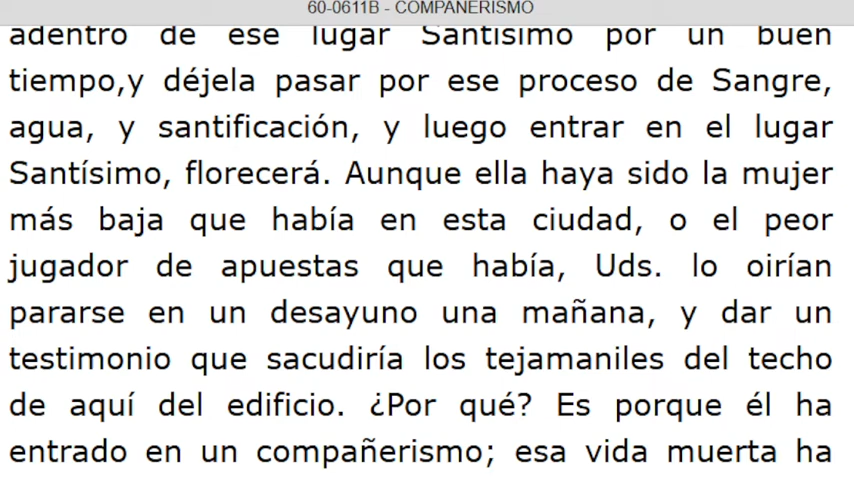 60-0611B - COMPAÑERISMO
adentro de ese lugar Santísimo por un buen
tiempo,y déjela pasar por ese proceso de Sangre,
agua, y santificación, y luego entrar en el lugar
Santísimo, florecerá. Aunque ella haya sido la mujer
más baja que había en esta ciudad, o el peor
jugador de apuestas que había, Uds. lo oirían
pararse en un desayuno una mañana, y dar un
testimonio que sacudiría los tejamaniles del techo
de aquí del edificio. ¿Por qué? Es porque él ha
entrado en un compañerismo; esa vida muerta ha